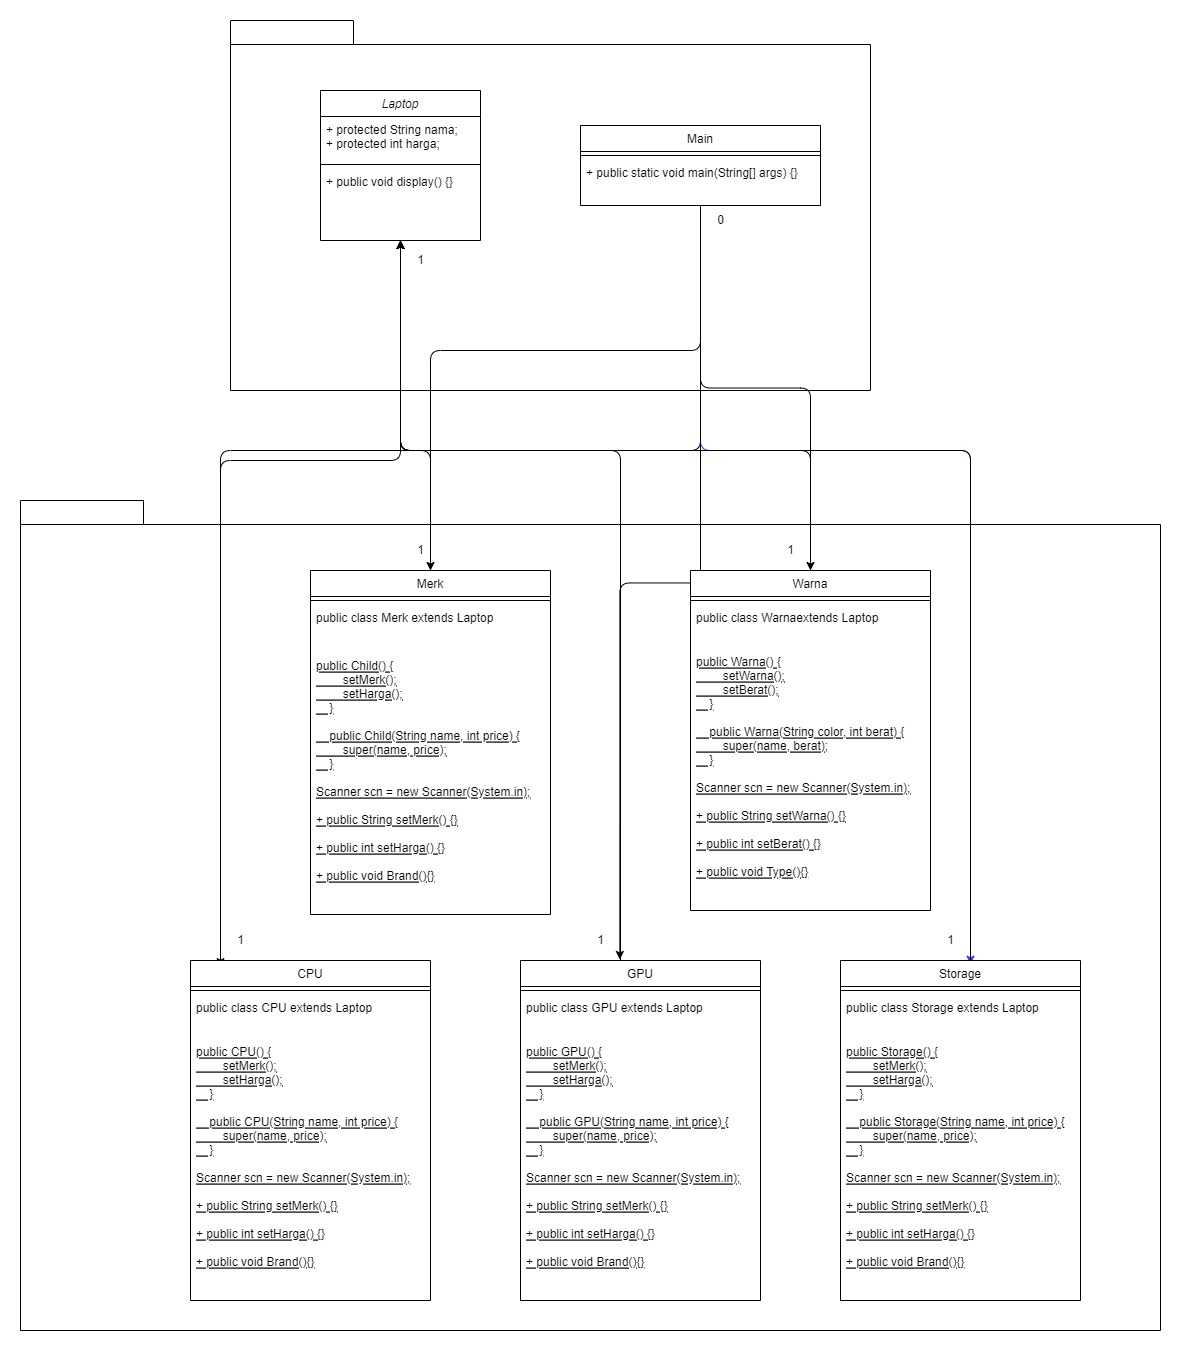 Laptop
+ protected String nama;
+ protected int harga;
+ public void display() {}
Main
+ public static void main(String[] args) {}
0
1
1
Merk
public class Merk extends Laptop
public Child() {
setMerk();
setHarga();
}
public Child(String name, int price) {
super(name, price);
}
Scanner scn = new Scanner(System.in);
+ public String setMerk() {}
+ public int setHarga() {}
+ public void Brand(){}
1
Warna
public class Warnaextends Laptop
public Warna() {
setWarna();
setBerat();
}
public Warna(String color, int berat) {
super(name, berat);
}
Scanner scn = new Scanner(System.in);
+ public String setWarna() {}
+ public int setBerat() {}
+ public void Type(){}
1
CPU
public class CPU extends Laptop
public CPU() {
setMerk();
setHarga();
}
public CPU(String name, int price) {
super(name, price);
}
Scanner scn = new Scanner(System.in);
+ public String setMerk() {}
+ public int setHarga() {}
+ public void Brand(){}
1
GPU
public class GPU extends Laptop
public GPU() {
setMerk();
setHarga();
}
public GPU(String name, int price) {
super(name, price);
}
Scanner scn = new Scanner(System.in);
+ public String setMerk() {}
+ public int setHarga() {}
+ public void Brand(){}
1
Storage
public class Storage extends Laptop
public Storage() {
setMerk();
setHarga();
}
public Storage(String name, int price) {
super(name, price);
}
Scanner scn = new Scanner(System.in);
+ public String setMerk() {}
+ public int setHarga() {}
+ public void Brand(){}